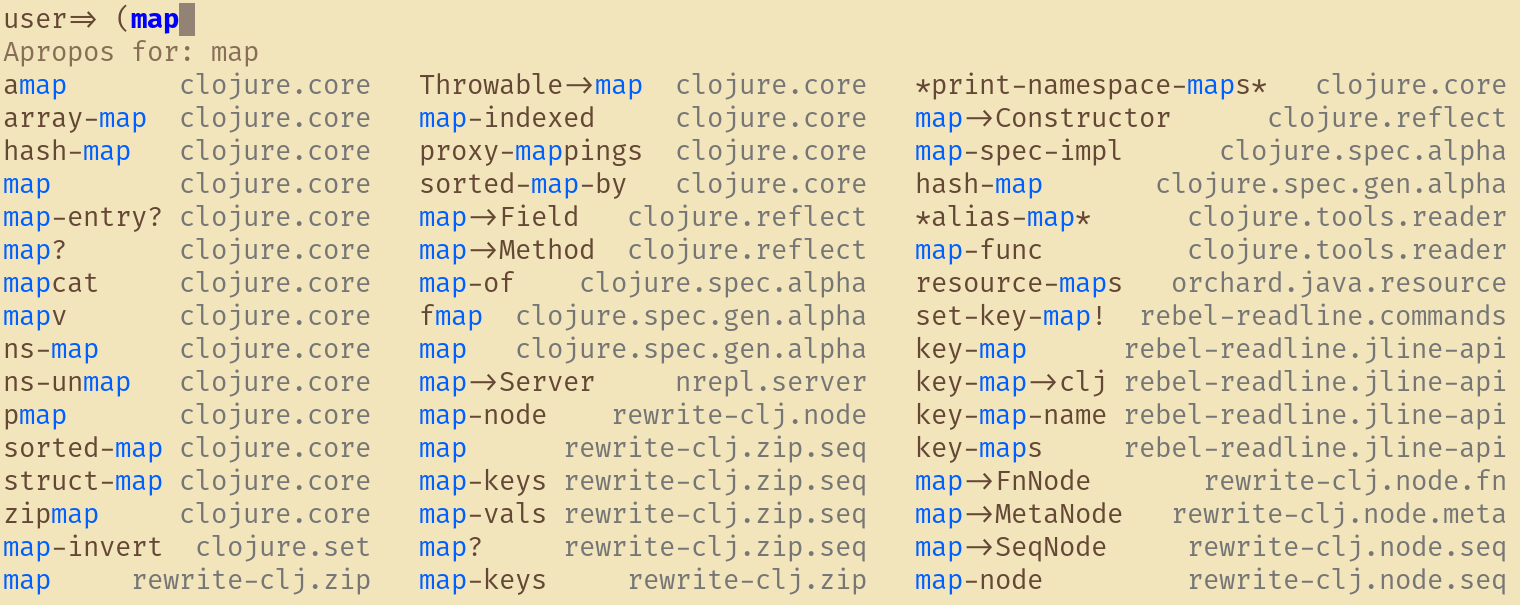 user=> (map
Apropos for: map
amap clojure.core Throwable->map clojure.core *print-namespace-maps* clojure.core
array-map clojure.core map-indexed clojure.core map->Constructor clojure.reflect
hash-map clojure.core proxy-mappings clojure.core map-spec-impl clojure.spec.alpha
map clojure.core sorted-map-by clojure.core hash-map clojure.spec.gen.alpha
map-entry? clojure.core map->Field clojure.reflect *alias-map* clojure.tools.reader
map? clojure.core map->Method clojure.reflect map-func clojure.tools.reader
mapcat clojure.core map-of clojure.spec.alpha resource-maps orchard.java.resource
mapv clojure.core fmap clojure.spec.gen.alpha set-key-map! rebel-readline.commands
ns-map clojure.core map clojure.spec.gen.alpha key-map rebel-readline.jline-api
ns-unmap clojure.core map->Server nrepl.server key-map->clj rebel-readline.jline-api
pmap clojure.core map-node rewrite-clj.node key-map-name rebel-readline.jline-api
sorted-map clojure.core map rewrite-clj.zip.seq key-maps rebel-readline.jline-api
struct-map clojure.core map-keys rewrite-clj.zip.seq map->FnNode rewrite-clj.node.fn
zipmap clojure.core map-vals rewrite-clj.zip.seq map->MetaNode rewrite-clj.node.meta
map-invert clojure.set map? rewrite-clj.zip.seq map->SeqNode rewrite-clj.node.seq
map rewrite-clj.zip map-keys rewrite-clj.zip map-node rewrite-clj.node.seq